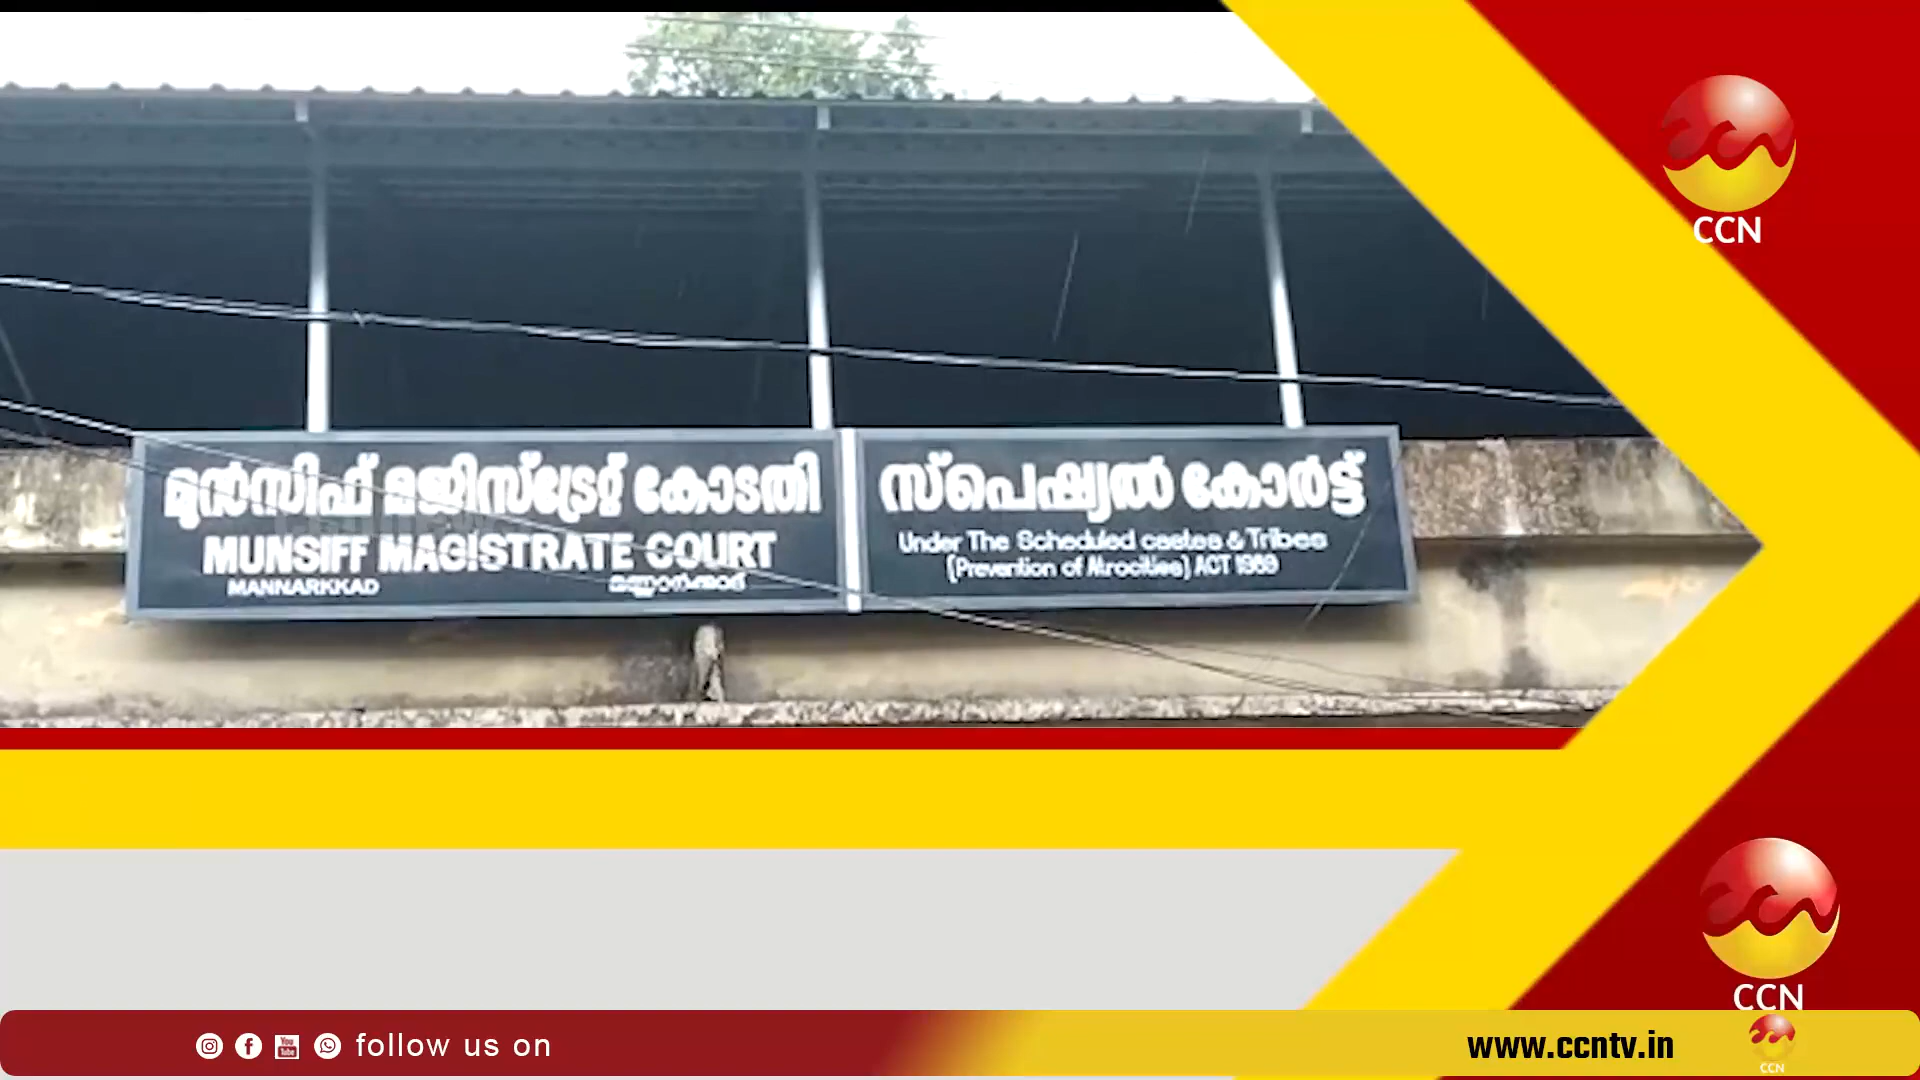 CCN
മുൻസിഫ് മജിസ്ട്രേറ്റ് കോടതി
MUNSIFF MAGISTRATE COURT
MANNARKKAD മണ്ണാർക്കാട്
സ്പെഷ്യൽ കോർട്ട്
Under The Scheduled castes & Tribes
(Prevention of Atrocities) ACT 1989
CCN
follow us on
www.ccntv.in
CCN